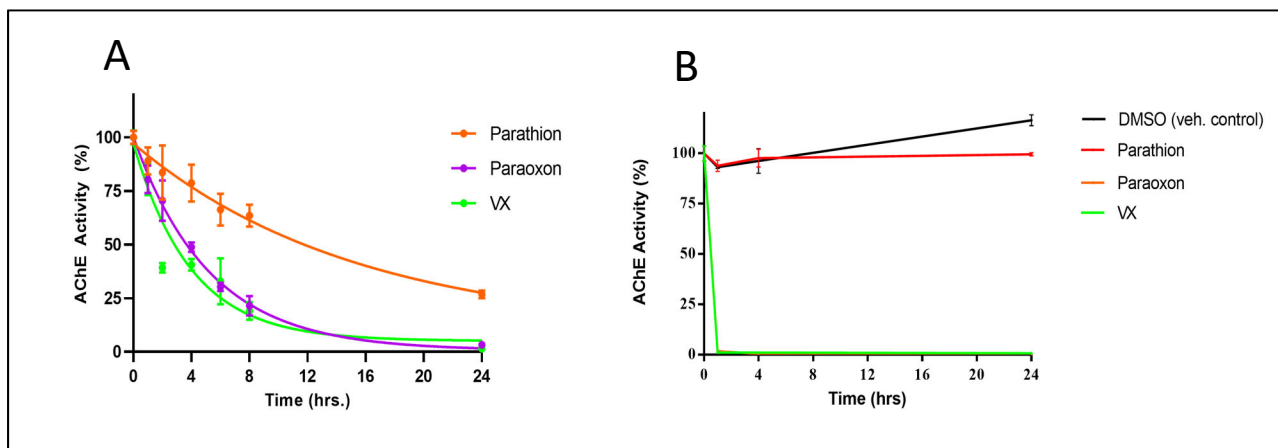 A
B
AChE Activity (%)
100
75
50
25
0
0 4 8 12 16 20 24
Time (hrs.)
Parathion
Paraoxon
VX
AChE Activity (%)
100
75
50
25
0
0 4 8 12 16 20 24
Time (hrs)
DMSO (veh. control)
Parathion
Paraoxon
VX